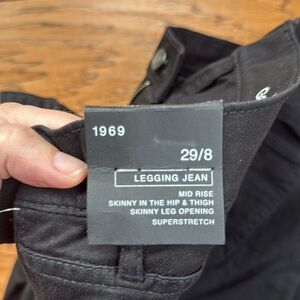 1969
29/8
LEGGING JEAN
MID RISE
SKINNY IN THE HIP & THIGH
SKINNY LEG OPENING
SUPERSTRETCH